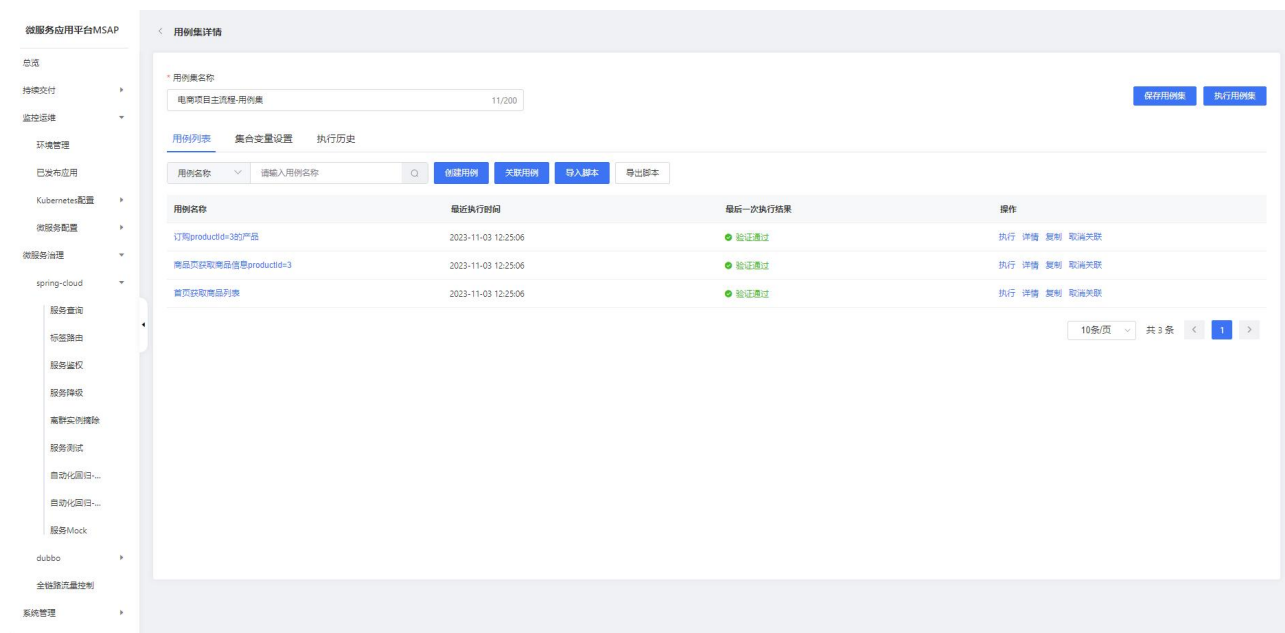 微服务应用平台MSAP
总览
持续交付
监控运维
环境管理
已发布应用
Kubernetes配置
微服务配置
微服务治理
spring-cloud
服务查询
标签路由
服务鉴权
服务降级
离群实例摘除
服务测试
自动化回归-...
自动化回归-...
服务Mock
dubbo
全链路流量控制
系统管理
用例集详情
* 用例集名称
电商项目主流程-用例集 11/200
保存用例集 执行用例集
用例列表 集合变量设置 执行历史
用例名称 请输入用例名称 创建用例 关联用例 导入脚本 导出脚本
用例名称 最近执行时间 最后一次执行结果 操作
订购productId=3的产品 2023-11-03 12:25:06 验证通过 执行 详情 复制 取消关联
商品页获取商品信息productId=3 2023-11-03 12:25:06 验证通过 执行 详情 复制 取消关联
首页获取商品列表 2023-11-03 12:25:06 验证通过 执行 详情 复制 取消关联
10条/页 共 3 条 1